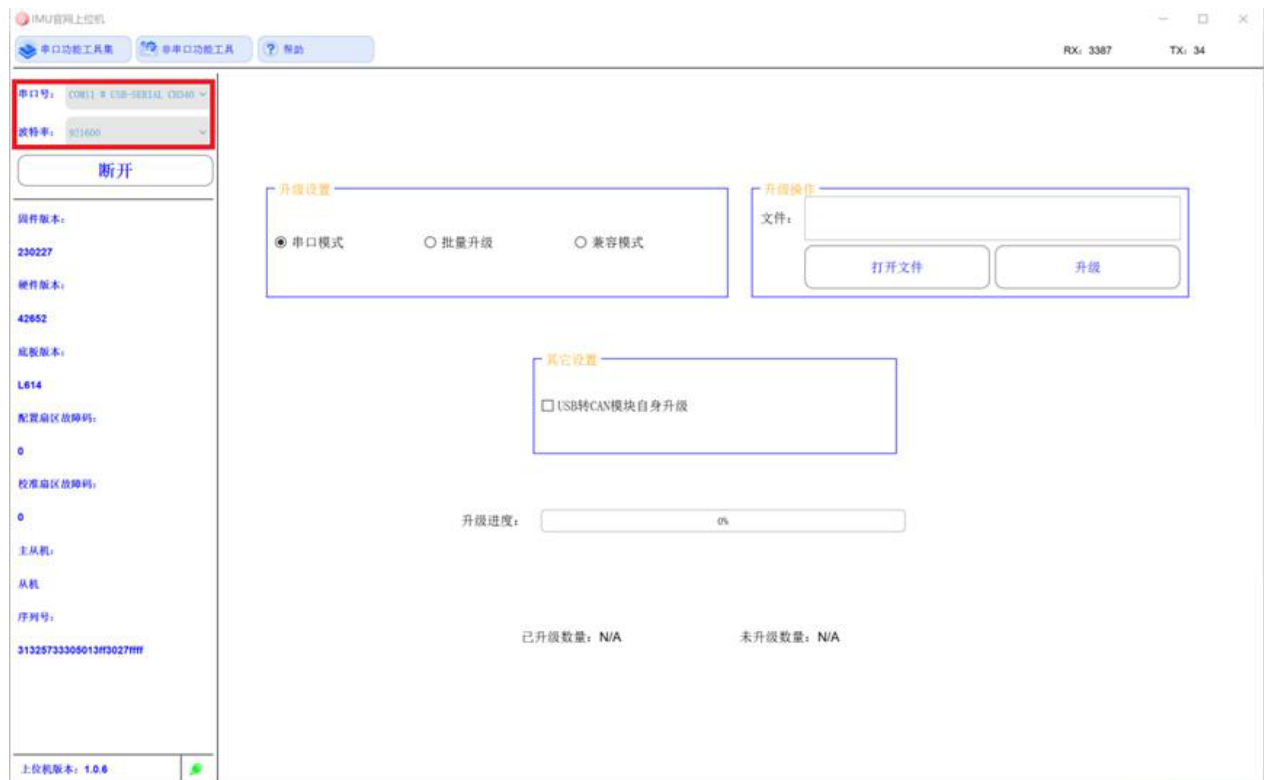 IMU官网上位机
串口功能工具集 非串口功能工具 帮助 RX: 3387 TX: 34
串口号: COM11 # USB-SERIAL CH340
波特率: 921600
断开
固件版本:
230227
硬件版本:
42652
底板版本:
L614
配置扇区故障码:
0
校准扇区故障码:
0
主从机:
从机
序列号:
31325733305013ff3027ffff
上位机版本: 1.0.6
升级设置
串口模式 批量升级 兼容模式
升级操作
文件:
打开文件 升级
其它设置
USB转CAN模块自身升级
升级进度: 0%
已升级数量: N/A 未升级数量: N/A